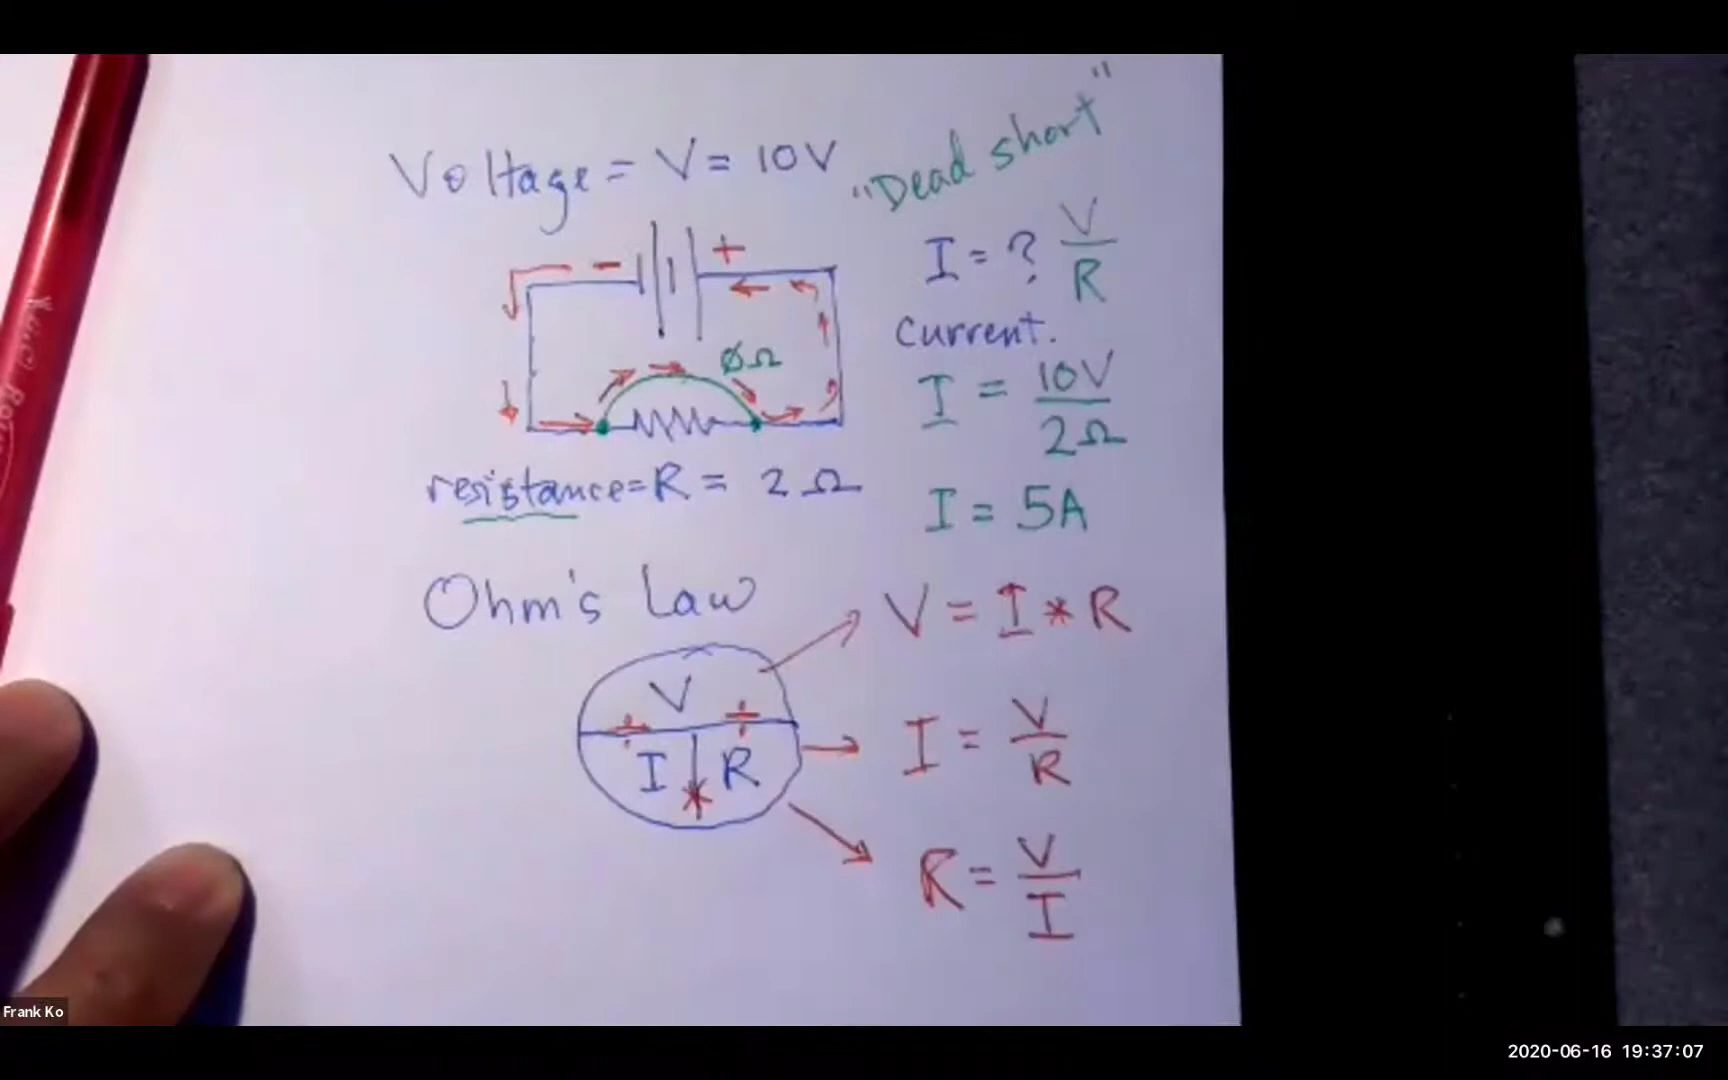 Voltage = V = 10V
"Dead short"
I = ? V/R
Current.
- +
ØΩ
I = 10V/2Ω
resistance = R = 2Ω
I = 5A
Ohm's Law
V = I * R
V
÷ ÷
I R
*
I = V/R
R = V/I
Frank Ko
2020-06-16 19:37:07